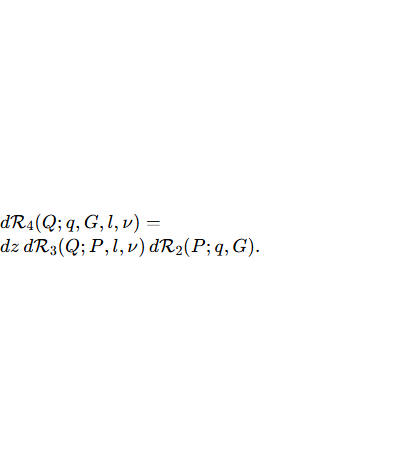 d𝓡₄(Q; q, G, l, ν) =
dz d𝓡₃(Q; P, l, ν) d𝓡₂(P; q, G).